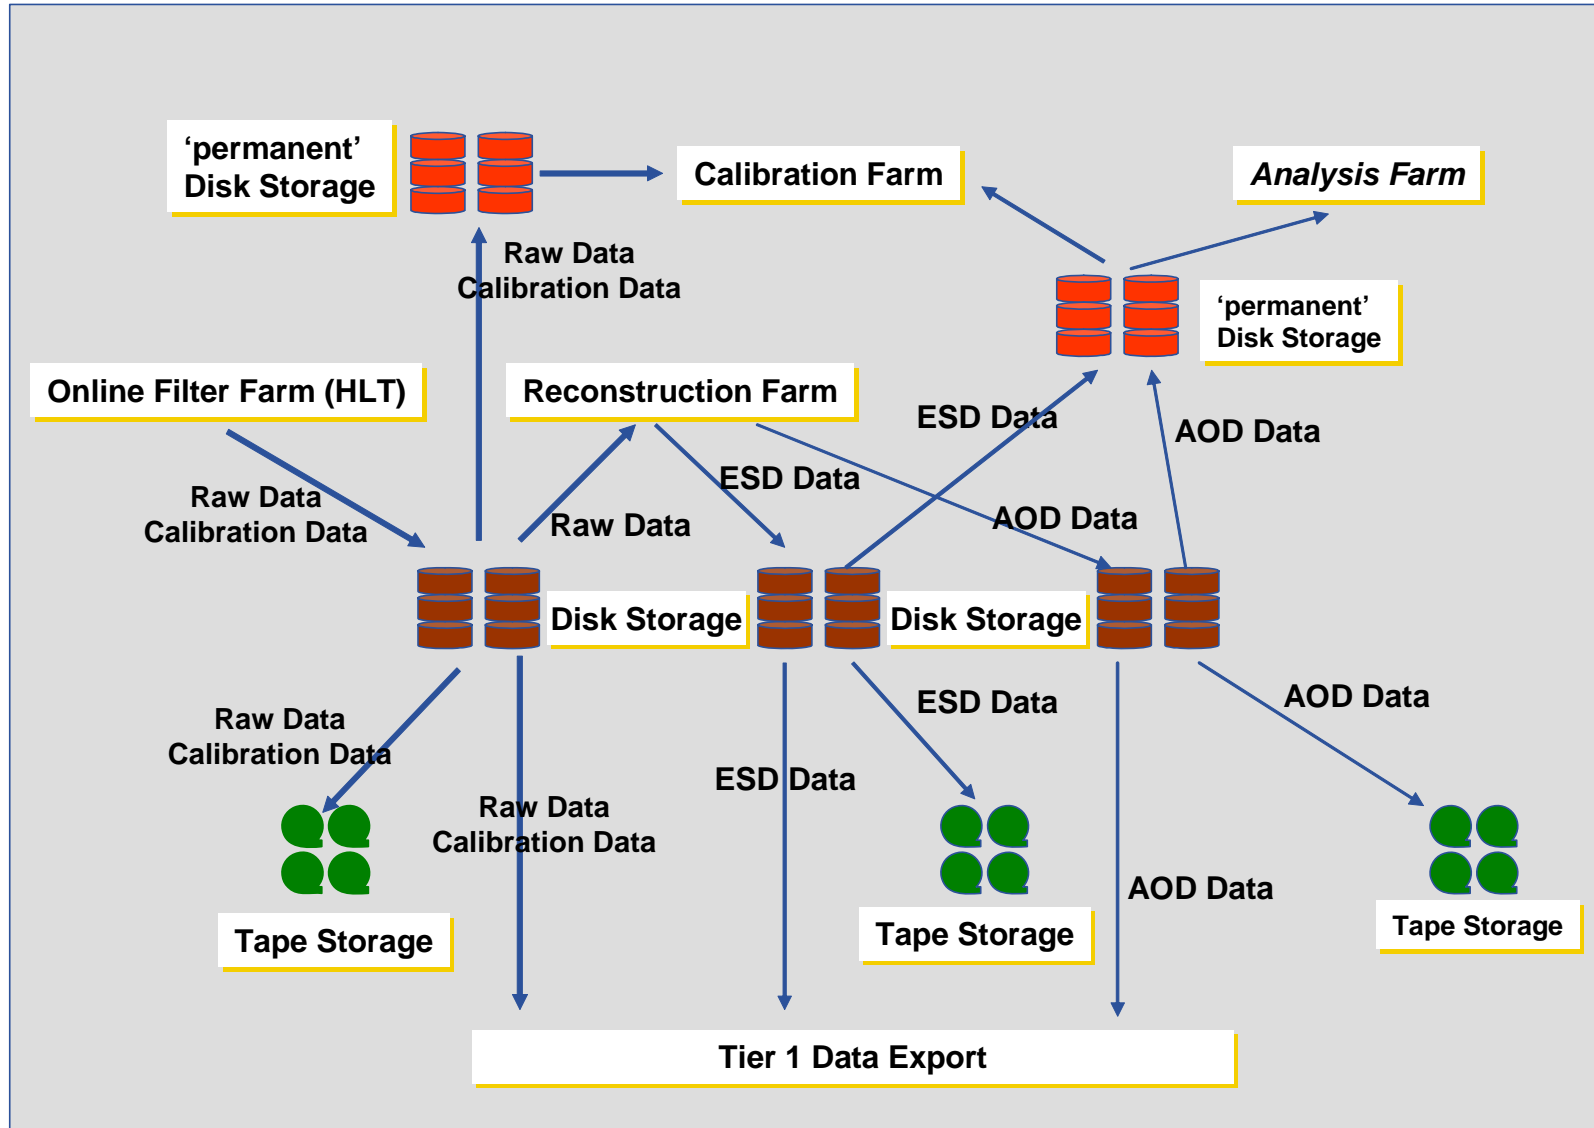 ‘permanent’
Disk Storage
Calibration Farm
Analysis Farm
Raw Data
Calibration Data
‘permanent’
Disk Storage
Online Filter Farm (HLT)
Reconstruction Farm
ESD Data
AOD Data
Raw Data
Calibration Data
Raw Data
ESD Data
AOD Data
Disk Storage
Disk Storage
Raw Data
Calibration Data
ESD Data
AOD Data
ESD Data
Raw Data
Calibration Data
AOD Data
Tape Storage
Tape Storage
Tape Storage
Tier 1 Data Export